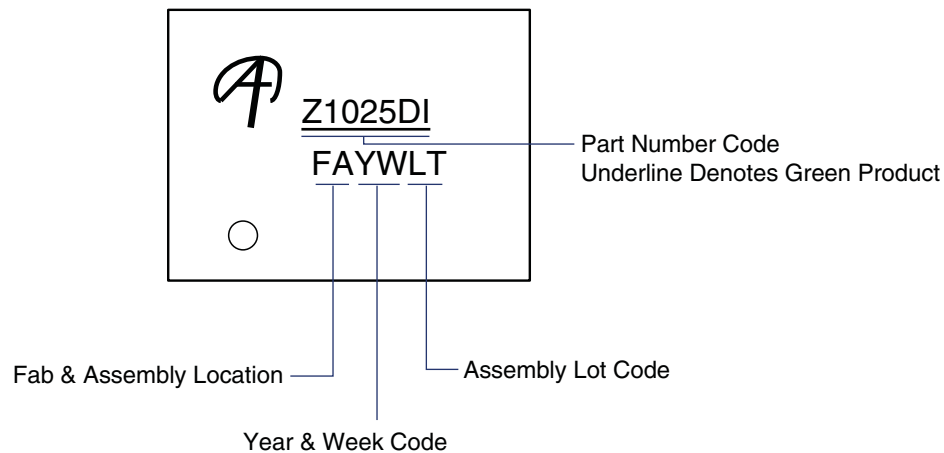 Z1025DI
FAYWLT
Part Number Code
Underline Denotes Green Product
Fab & Assembly Location
Assembly Lot Code
Year & Week Code